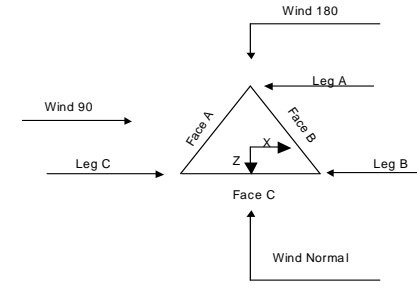 Wind 180
Leg A
Wind 90
Face A
Face B
X
Z
Leg C
Leg B
Face C
Wind Normal